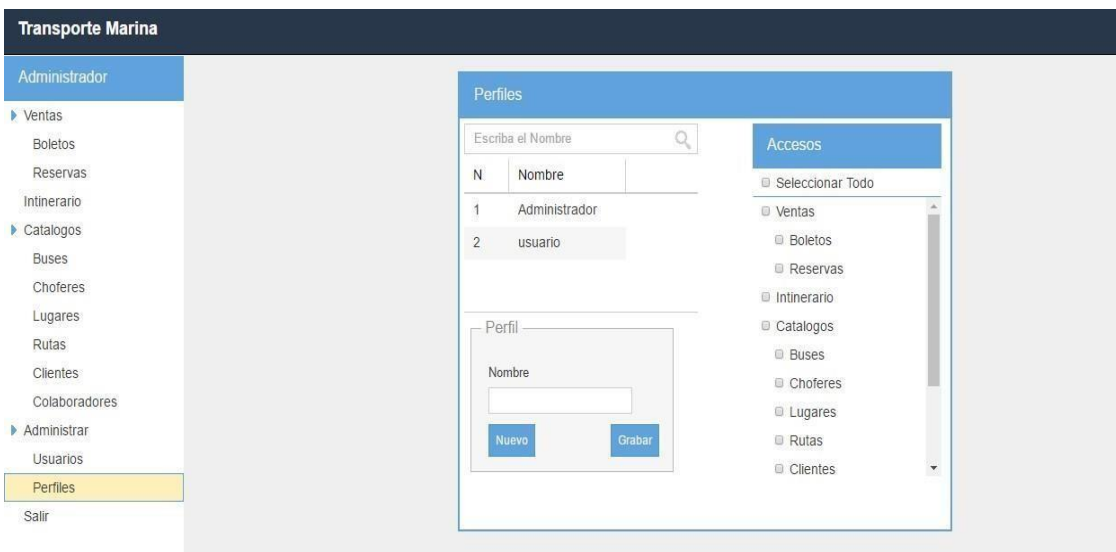 Transporte Marina
Administrador
Ventas
Boletos
Reservas
Intinerario
Catalogos
Buses
Choferes
Lugares
Rutas
Clientes
Colaboradores
Administrar
Usuarios
Perfiles
Salir
Perfiles
Escriba el Nombre
N Nombre
1 Administrador
2 usuario
Perfil
Nombre
Nuevo Grabar
Accesos
Seleccionar Todo
Ventas
Boletos
Reservas
Intinerario
Catalogos
Buses
Choferes
Lugares
Rutas
Clientes